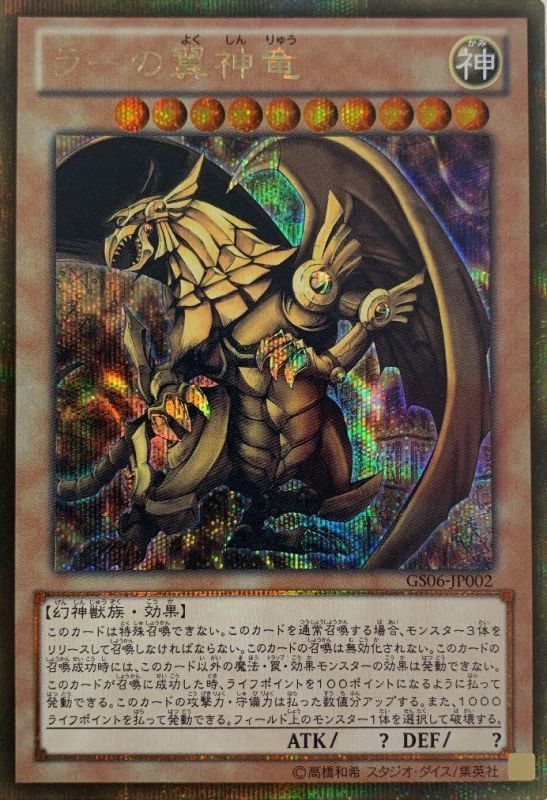 ラーの翼神竜
神
GS06-JP002
【幻神獣族・効果】
このカードは特殊召喚できない。このカードを通常召喚する場合、モンスター3体を
リリースして召喚しなければならない。このカードの召喚は無効化されない。このカードの
召喚成功時には、このカード以外の魔法・罠・効果モンスターの効果は発動できない。
このカードが召喚に成功した時、ライフポイントを100ポイントになるように払って
発動できる。このカードの攻撃力・守備力は払った数値分アップする。また、1000
ライフポイントを払って発動できる。フィールド上のモンスター1体を選択して破壊する。
ATK/ ? DEF/ ?
©高橋和希 スタジオ・ダイス/集英社